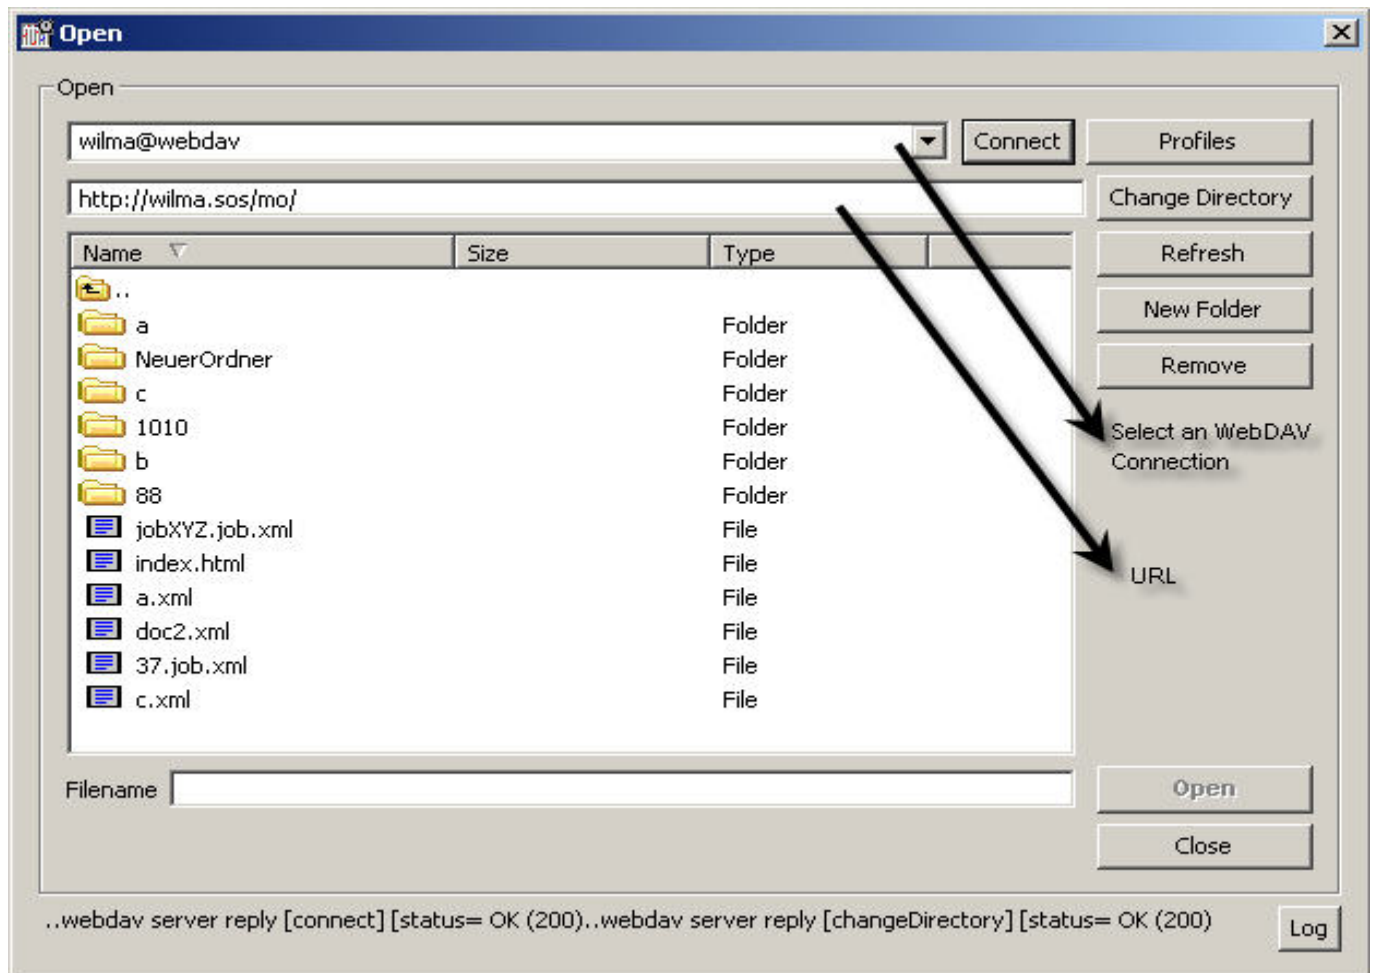 Open
Open
wilma@webdav Connect Profiles
http://wilma.sos/mo/ Change Directory
Name Size Type Refresh
..
a Folder New Folder
NeuerOrdner Folder Remove
c Folder
1010 Folder
b Folder
88 Folder
Select an WebDAV
Connection
jobXYZ.job.xml File
index.html File
URL
a.xml File
doc2.xml File
37.job.xml File
c.xml File
Filename Open
Close
..webdav server reply [connect] [status= OK (200)..webdav server reply [changeDirectory] [status= OK (200) Log